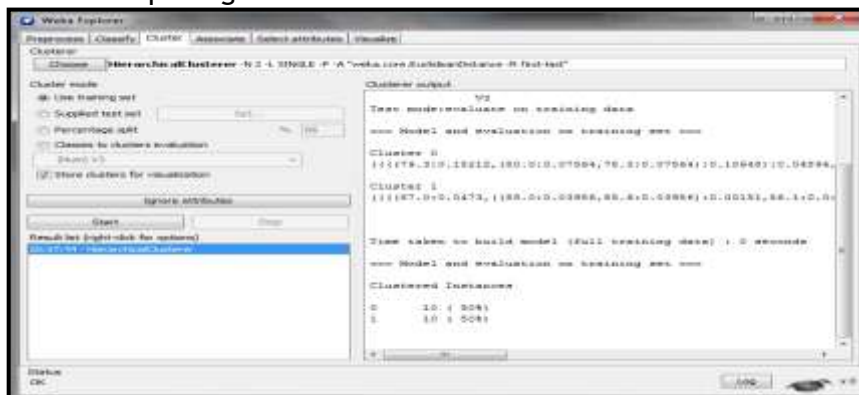 Weka Explorer
Preprocess Classify Cluster Associate Select attributes Visualize
Clusterer
Choose HierarchicalClusterer -N 2 -L SINGLE -P -A "weka.core.EuclideanDistance -R first-last"
Cluster mode
Use training set
Supplied test set Set...
Percentage split % 66
Classes to clusters evaluation
(Num) V3
Store clusters for visualization
Ignore attributes
Start Stop
Result list (right-click for options)
HierarchicalClusterer
Clusterer output
Test mode:evaluate on training data
=== Model and evaluation on training set ===
Cluster 0
Cluster 1
Time taken to build model (full training data) : 0 seconds
=== Model and evaluation on training set ===
Clustered Instances
0 10 ( 50%)
1 10 ( 50%)
Status
OK
Log
x 0